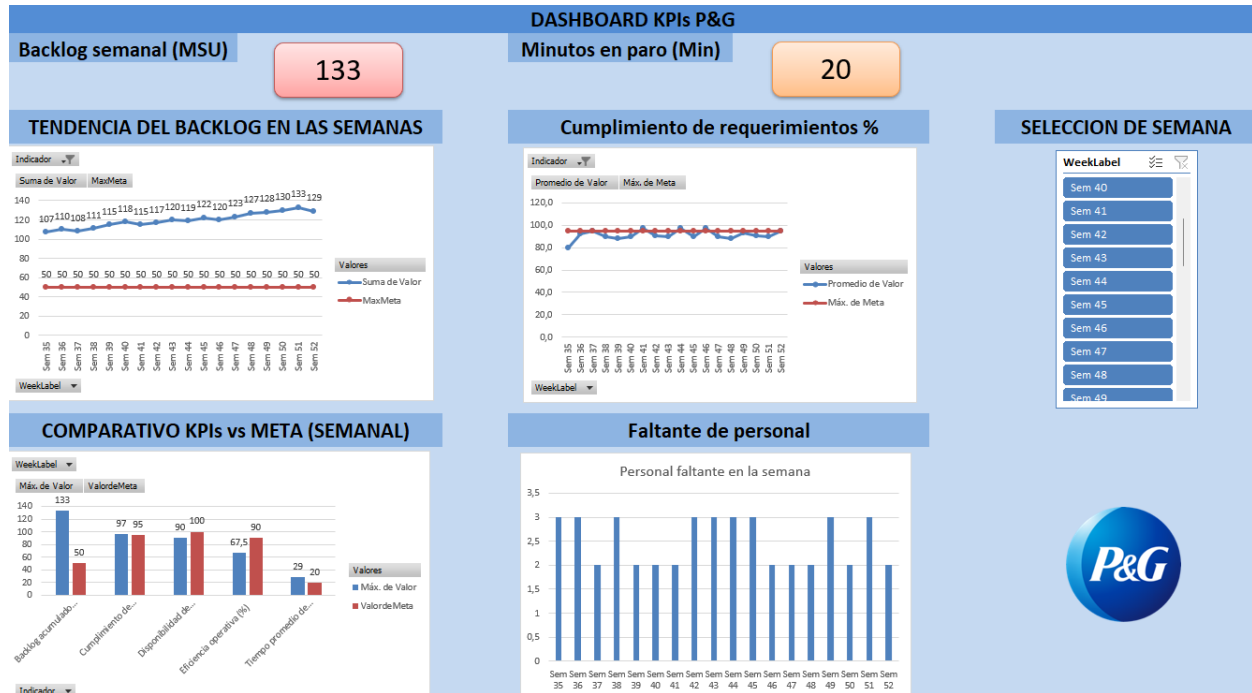 DASHBOARD KPIs P&G
Backlog semanal (MSU)
133
Minutos en paro (Min)
20
TENDENCIA DEL BACKLOG EN LAS SEMANAS
Indicador
Suma de Valor MaxMeta
140
120
100
80
60
40
20
0
107 110 108 111 115 118 115 117 120 119 122 120 123 127 128 130 133 129
50 50 50 50 50 50 50 50 50 50 50 50 50 50 50 50 50 50
Sem 35 Sem 36 Sem 37 Sem 38 Sem 39 Sem 40 Sem 41 Sem 42 Sem 43 Sem 44 Sem 45 Sem 46 Sem 47 Sem 48 Sem 49 Sem 50 Sem 51 Sem 52
Valores
Suma de Valor
MaxMeta
WeekLabel
Cumplimiento de requerimientos %
Indicador
Promedio de Valor Máx. de Meta
120,0
100,0
80,0
60,0
40,0
20,0
0,0
Sem 35 Sem 36 Sem 37 Sem 38 Sem 39 Sem 40 Sem 41 Sem 42 Sem 43 Sem 44 Sem 45 Sem 46 Sem 47 Sem 48 Sem 49 Sem 50 Sem 51 Sem 52
Valores
Promedio de Valor
Máx. de Meta
WeekLabel
SELECCION DE SEMANA
WeekLabel
Sem 40
Sem 41
Sem 42
Sem 43
Sem 44
Sem 45
Sem 46
Sem 47
Sem 48
Sem 49
COMPARATIVO KPIs vs META (SEMANAL)
WeekLabel
Máx. de Valor ValordeMeta
140
120
100
80
60
40
20
0
133 50 97 95 90 100 67,5 90 29 20
Backlog acumulado...
Cumplimiento de...
Disponibilidad de...
Eficiencia operativa (%)
Tiempo promedio de...
Valores
Máx. de Valor
ValordeMeta
Indicador
Faltante de personal
Personal faltante en la semana
3,5
3
2,5
2
1,5
1
0,5
0
Sem Sem Sem Sem Sem Sem Sem Sem Sem Sem Sem Sem Sem Sem Sem Sem Sem Sem
35 36 37 38 39 40 41 42 43 44 45 46 47 48 49 50 51 52
P&G